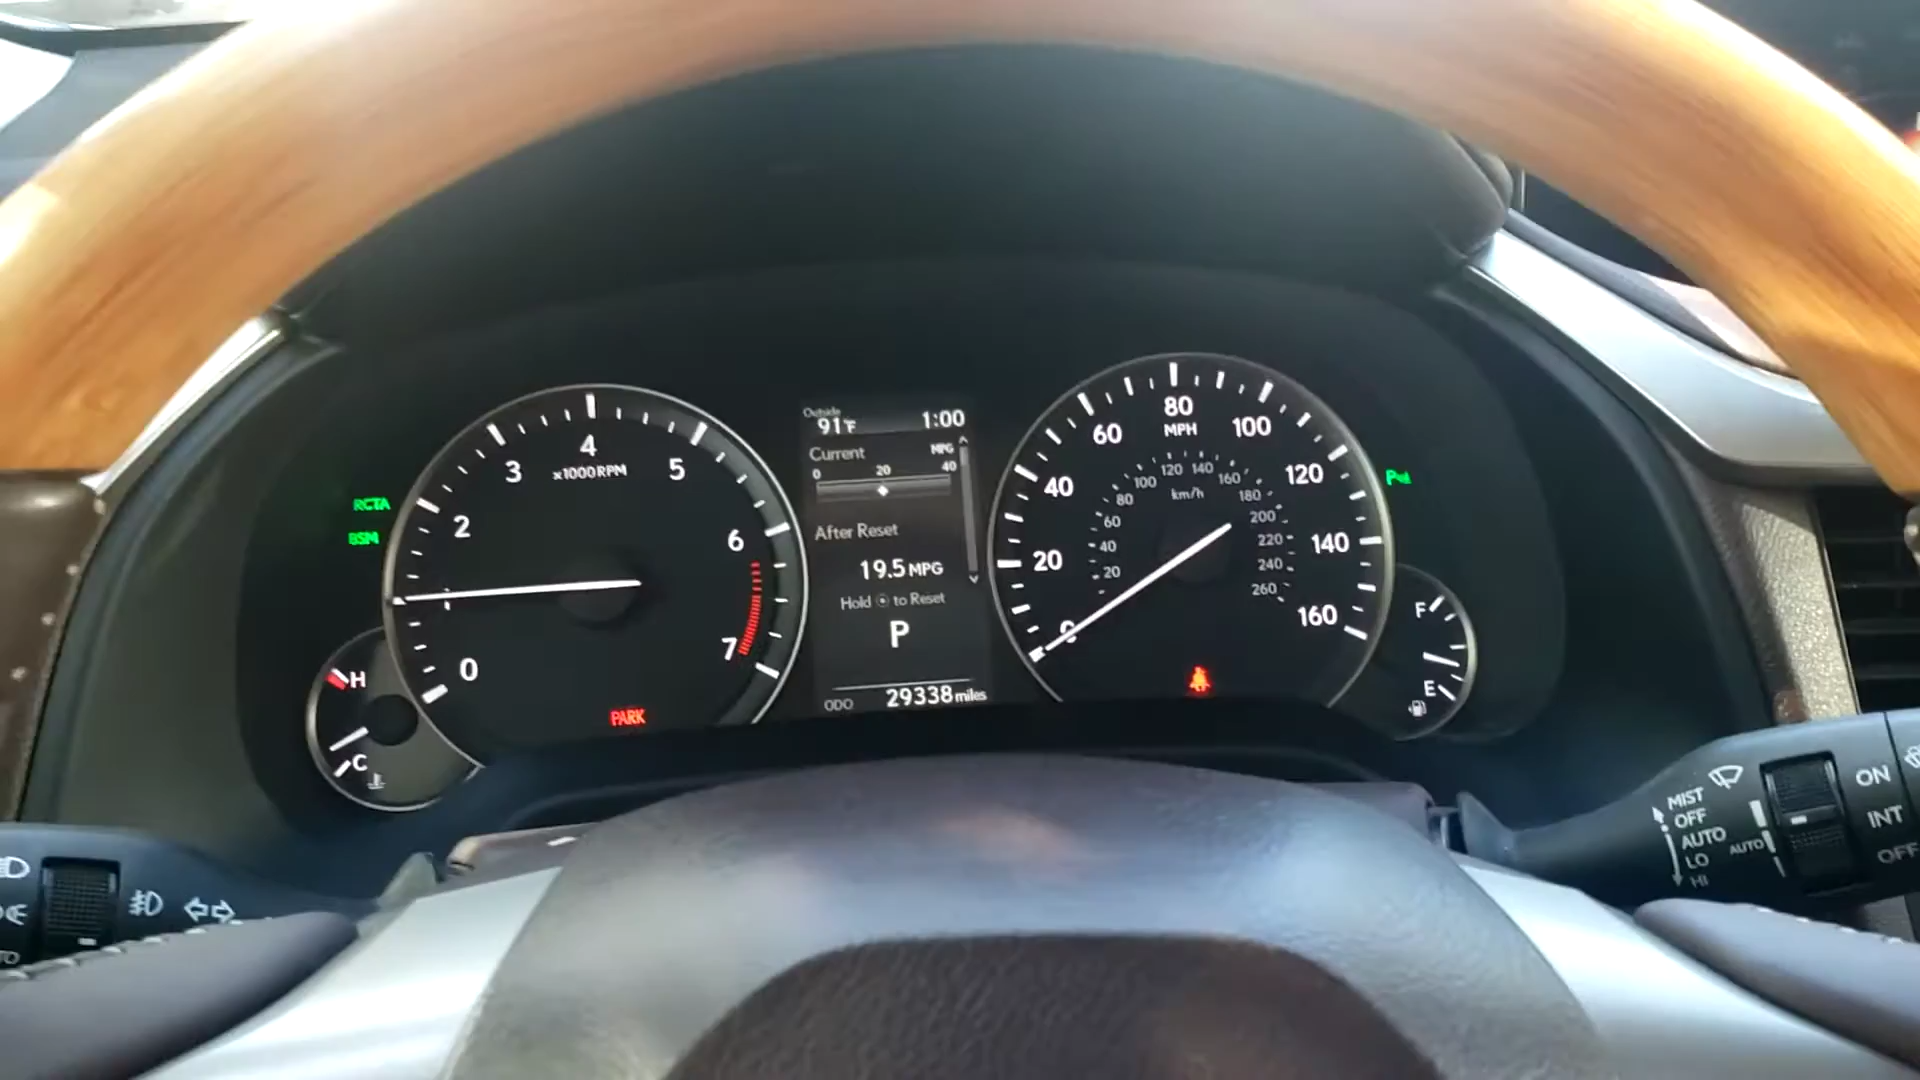 RCTA
BSM
0
2
3
4
5
6
7
x1000RPM
H
C
PARK
Outside
91°F
1:00
Current
MPG
0
20
40
After Reset
19.5 MPG
Hold to Reset
P
ODO
29338 miles
0
20
40
60
80
100
120
140
160
MPH
20
40
60
80
100
120
140
160
180
200
220
240
260
km/h
F
E
MIST
OFF
AUTO
LO
HI
AUTO
ON
INT
OFF